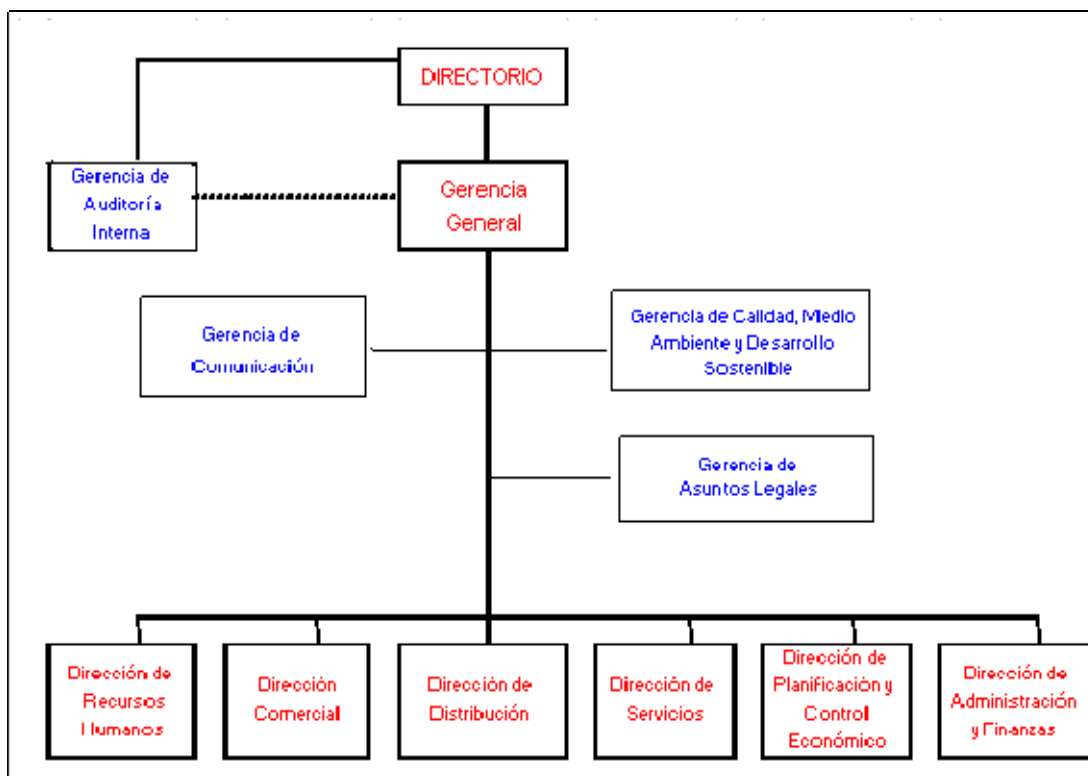 DIRECTORIO
Gerencia de
Auditoría
Interna
Gerencia
General
Gerencia de
Comunicación
Gerencia de Calidad, Medio
Ambiente y Desarrollo
Sostenible
Gerencia de
Asuntos Legales
Dirección de
Recursos
Humanos
Dirección
Comercial
Dirección de
Distribución
Dirección de
Servicios
Dirección de
Planificación y
Control
Económico
Dirección de
Administración
y Finanzas